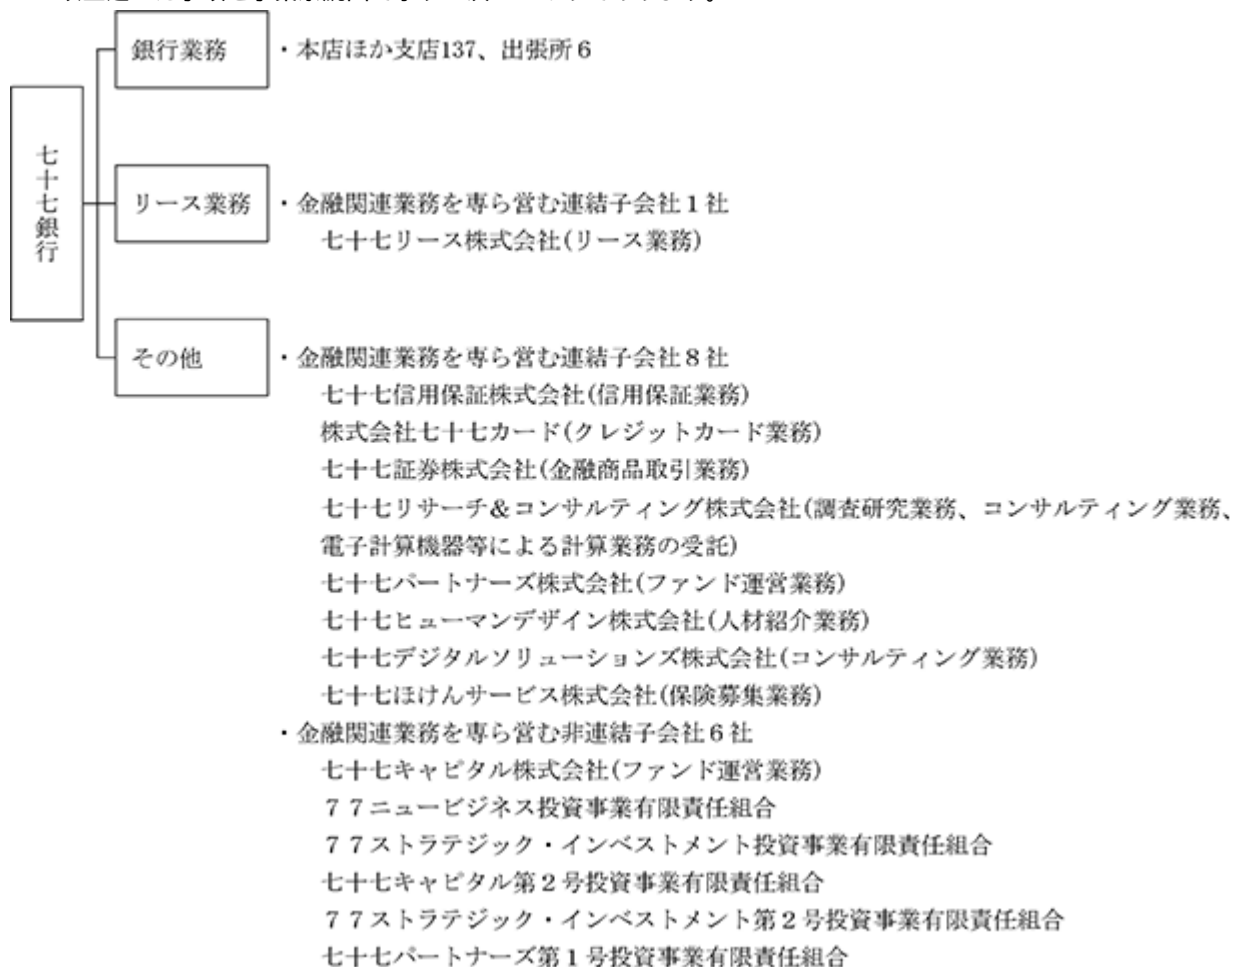 銀行業務
・本店ほか支店137、出張所6
七十七銀行
リース業務
・金融関連業務を専ら営む連結子会社1社
七十七リース株式会社(リース業務)
その他
・金融関連業務を専ら営む連結子会社8社
七十七信用保証株式会社(信用保証業務)
株式会社七十七カード(クレジットカード業務)
七十七証券株式会社(金融商品取引業務)
七十七リサーチ&コンサルティング株式会社(調査研究業務、コンサルティング業務、
電子計算機器等による計算業務の受託)
七十七パートナーズ株式会社(ファンド運営業務)
七十七ヒューマンデザイン株式会社(人材紹介業務)
七十七デジタルソリューションズ株式会社(コンサルティング業務)
七十七ほけんサービス株式会社(保険募集業務)
・金融関連業務を専ら営む非連結子会社6社
七十七キャピタル株式会社(ファンド運営業務)
77ニュービジネス投資事業有限責任組合
77ストラテジック・インベストメント投資事業有限責任組合
七十七キャピタル第2号投資事業有限責任組合
77ストラテジック・インベストメント第2号投資事業有限責任組合
七十七パートナーズ第1号投資事業有限責任組合